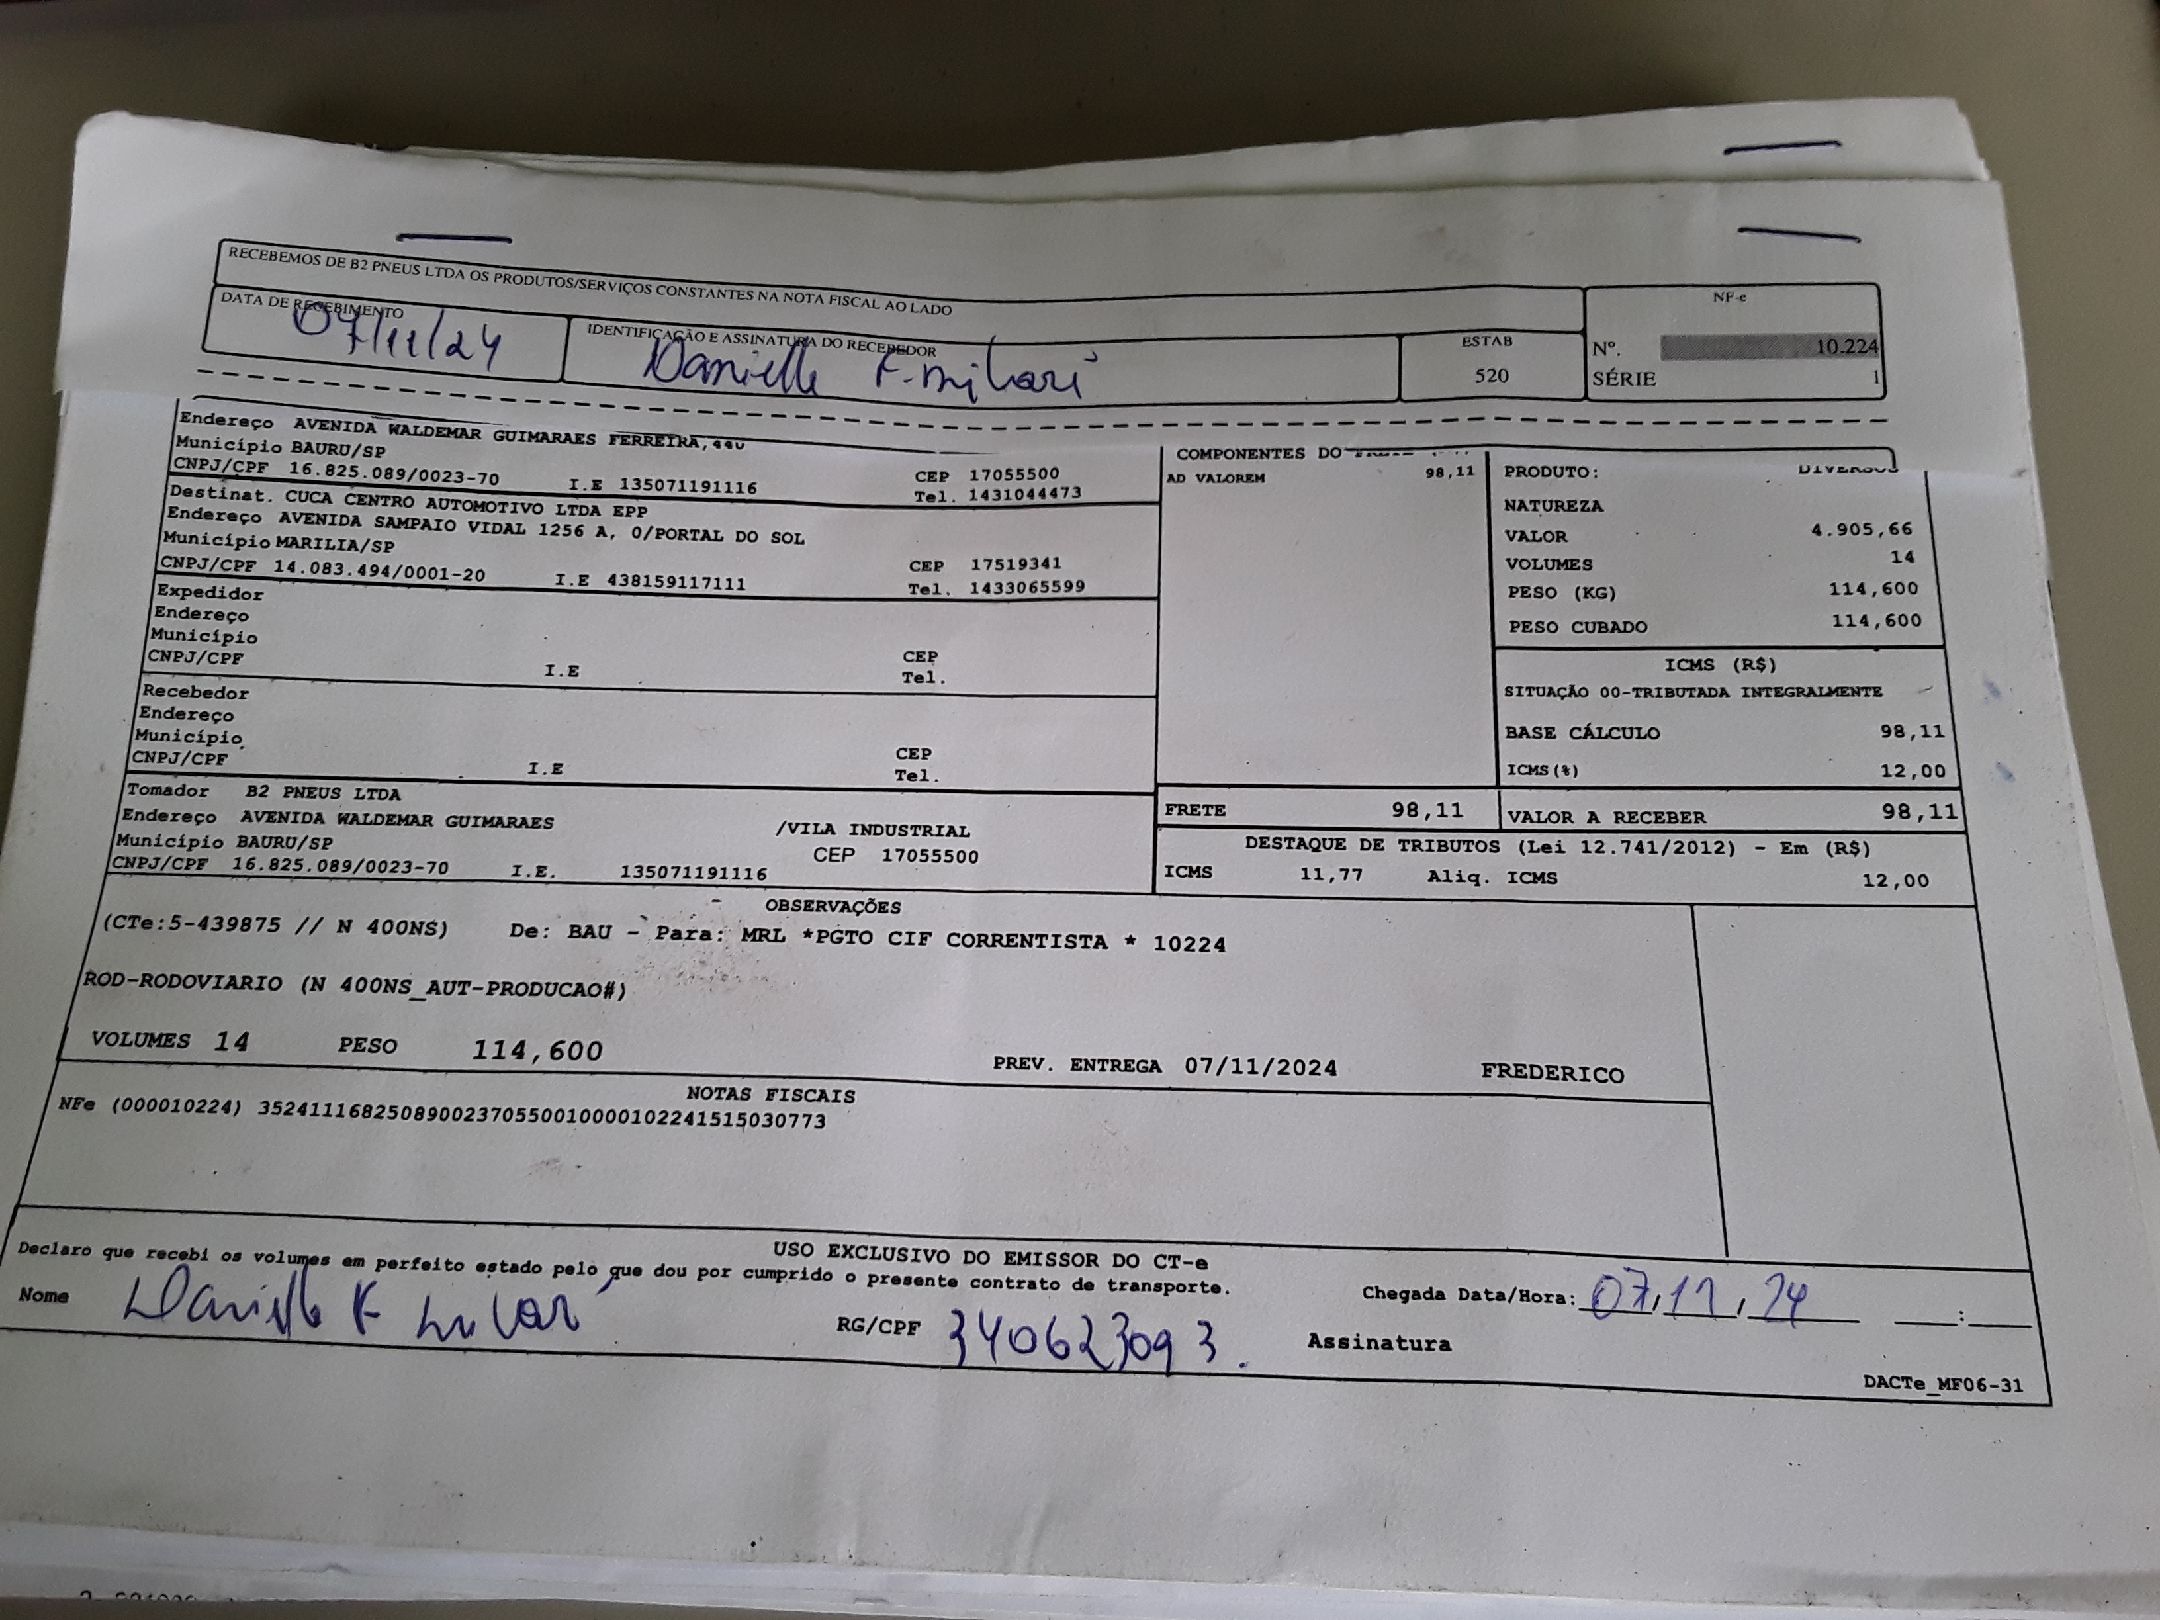 RECEBEMOS DE B2 PNEUS LTDA OS PRODUTOS/SERVIÇOS CONSTANTES NA NOTA FISCAL AO LADO
NF-e
DATA DE RECEBIMENTO
07/11/24
IDENTIFICAÇÃO E ASSINATURA DO RECEBEDOR
Danielle F. Milari
ESTAB
520
Nº. 10.224
SÉRIE 1
Endereço AVENIDA WALDEMAR GUIMARAES FERREIRA,440
Município BAURU/SP CEP 17055500
CNPJ/CPF 16.825.089/0023-70 I.E 135071191116 Tel. 1431044473
Destinat. CUCA CENTRO AUTOMOTIVO LTDA EPP
Endereço AVENIDA SAMPAIO VIDAL 1256 A, 0/PORTAL DO SOL
Município MARILIA/SP CEP 17519341
CNPJ/CPF 14.083.494/0001-20 I.E 438159117111 Tel. 1433065599
Expedidor
Endereço
Município CEP
CNPJ/CPF I.E Tel.
Recebedor
Endereço
Município CEP
CNPJ/CPF I.E Tel.
Tomador B2 PNEUS LTDA
Endereço AVENIDA WALDEMAR GUIMARAES /VILA INDUSTRIAL
Município BAURU/SP CEP 17055500
CNPJ/CPF 16.825.089/0023-70 I.E. 135071191116
COMPONENTES DO
AD VALOREM 98,11
PRODUTO: DIVERSOS
NATUREZA
VALOR 4.905,66
VOLUMES 14
PESO (KG) 114,600
PESO CUBADO 114,600
ICMS (R$)
SITUAÇÃO 00-TRIBUTADA INTEGRALMENTE
BASE CÁLCULO 98,11
ICMS(%) 12,00
FRETE 98,11 VALOR A RECEBER 98,11
DESTAQUE DE TRIBUTOS (Lei 12.741/2012) - Em (R$)
ICMS 11,77 Aliq. ICMS 12,00
OBSERVAÇÕES
(CTe:5-439875 // N 400NS) De: BAU - Para: MRL *PGTO CIF CORRENTISTA * 10224
ROD-RODOVIARIO (N 400NS_AUT-PRODUCAO#)
VOLUMES 14 PESO 114,600 PREV. ENTREGA 07/11/2024 FREDERICO
NOTAS FISCAIS
NFe (000010224) 35241116825089002370550010000102241515030773
USO EXCLUSIVO DO EMISSOR DO CT-e
Declaro que recebi os volumes em perfeito estado pelo que dou por cumprido o presente contrato de transporte.
Nome Danielle F Milari RG/CPF 340623093. Assinatura
Chegada Data/Hora: 07,11,24 :
DACTe_MF06-31